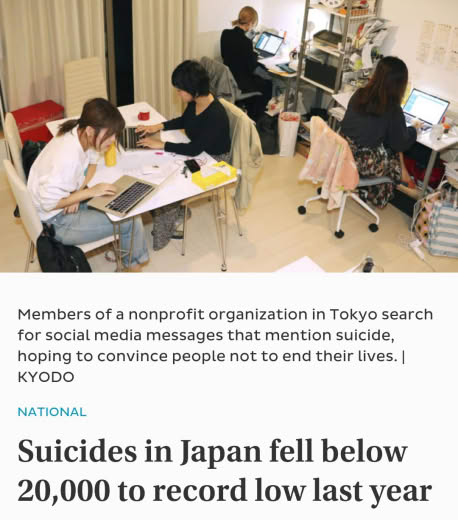 Members of a nonprofit organization in Tokyo search
for social media messages that mention suicide,
hoping to convince people not to end their lives. |
KYODO
NATIONAL
Suicides in Japan fell below
20,000 to record low last year